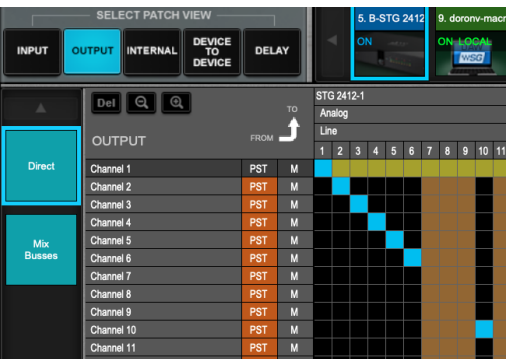 SELECT PATCH VIEW
INPUT
OUTPUT
INTERNAL
DEVICE
TO
DEVICE
DELAY
5. B-STG 2412
ON
9. doronv-macr
ON LOCAL
WSG
Del
TO
OUTPUT
FROM
STG 2412-1
Analog
Line
1 2 3 4 5 6 7 8 9 10 11
Direct
Mix
Busses
Channel 1 PST M
Channel 2 PST M
Channel 3 PST M
Channel 4 PST M
Channel 5 PST M
Channel 6 PST M
Channel 7 PST M
Channel 8 PST M
Channel 9 PST M
Channel 10 PST M
Channel 11 PST M